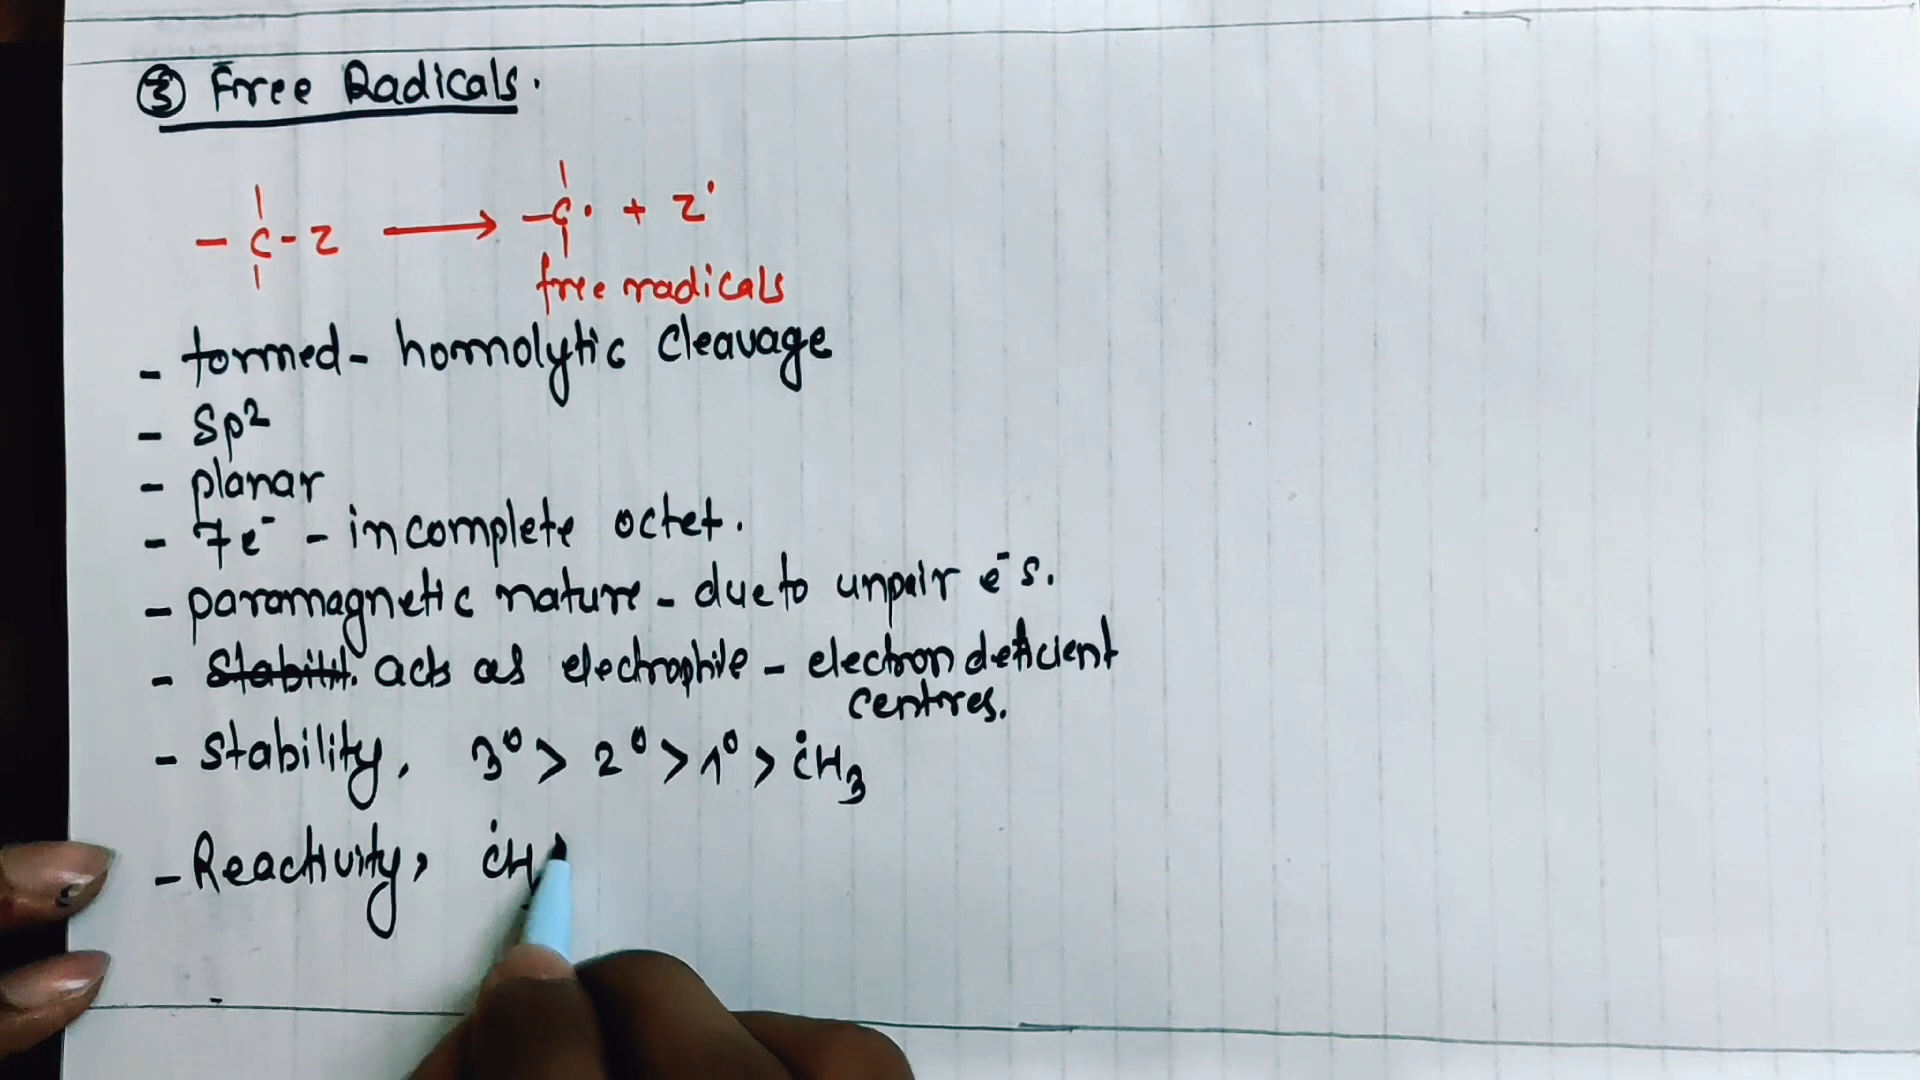 ③ Free Radicals.
- C - Z ⟶ - C· + Z·
free radicals
- formed - homolytic cleavage
- Sp²
- planar
- 7e⁻ - incomplete octet.
- paramagnetic nature - due to unpair e⁻s.
- Stabilit. acts as electrophile - electron deficient
centres.
- Stability, 3° > 2° > 1° > ĊH₃
- Reactivity, ĊH